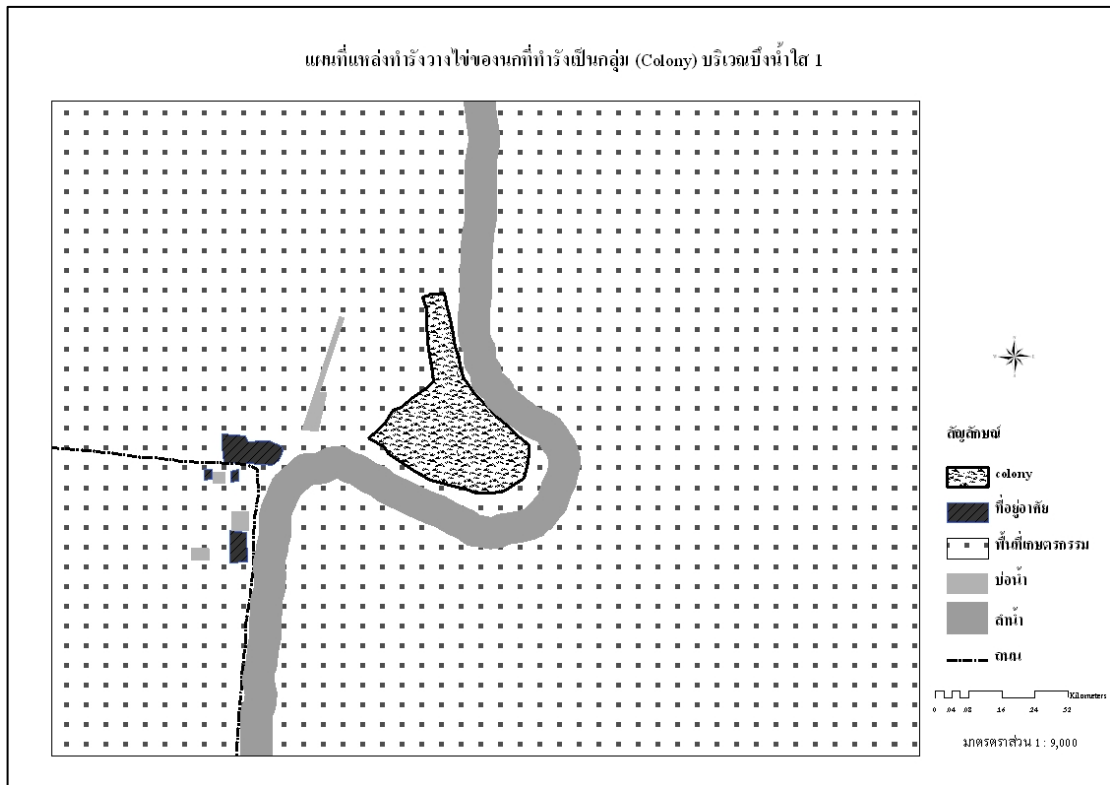 แผนที่แหล่งทำรังวางไข่ของนกที่ทำรังเป็นกลุ่ม (Colony) บริเวณบึงน้ำใส 1
สัญลักษณ์
colony
ที่อยู่อาศัย
พื้นที่เกษตรกรรม
บ่อน้ำ
ลำน้ำ
ถนน
Kilometers
0 .04 .08 .16 .24 .32
มาตรตราส่วน 1 : 9,000